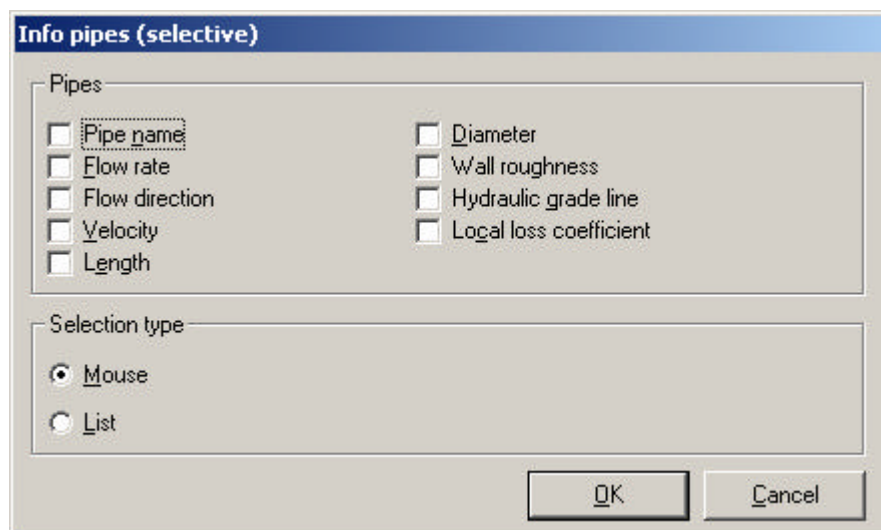 Info pipes (selective)
Pipes
Pipe name
Flow rate
Flow direction
Velocity
Length
Diameter
Wall roughness
Hydraulic grade line
Local loss coefficient
Selection type
Mouse
List
OK
Cancel